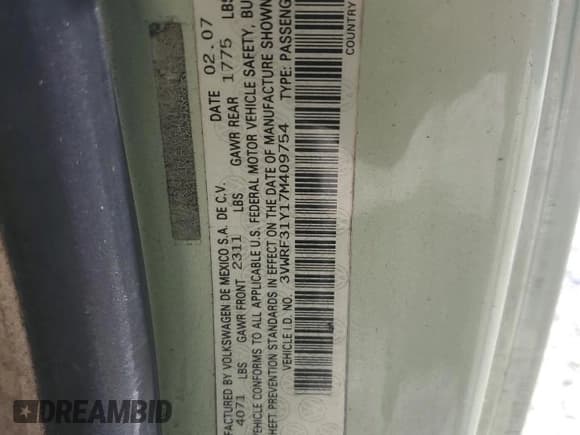 FACTURED BY VOLKSWAGEN DE MEXICO S.A. DE C.V. DATE 02.07
4071 LBS GAWR FRONT 2311 LBS GAWR REAR 1775 LBS
VEHICLE CONFORMS TO ALL APPLICABLE U.S. FEDERAL MOTOR VEHICLE SAFETY, BU
THEFT PREVENTION STANDARDS IN EFFECT ON THE DATE OF MANUFACTURE SHOWN
VEHICLE I.D. NO. 3VWRF31Y17M409754 TYPE: PASSENG
COUNTRY
DREAMBID